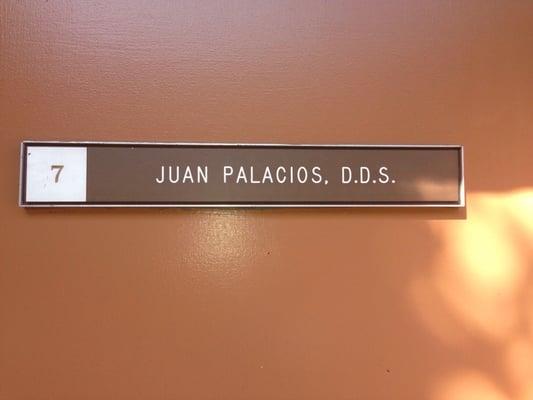 7 JUAN PALACIOS, D.D.S.